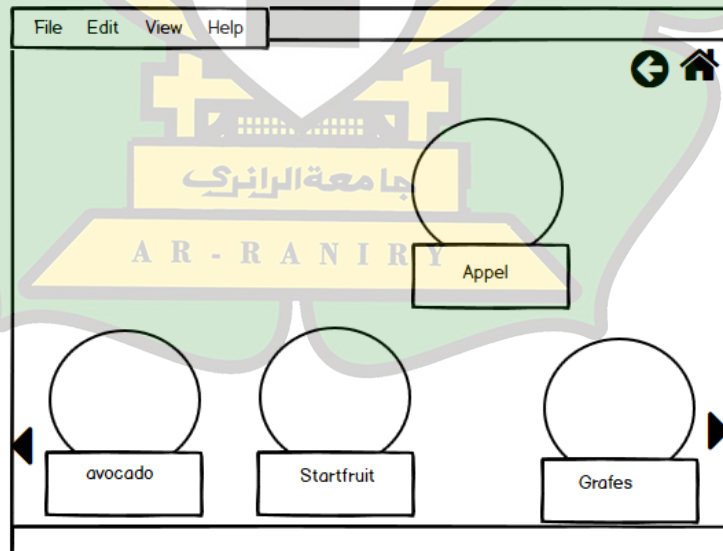 File Edit View Help
جامعة الرانري
AR-RANIRY
Appel
avocado
Startfruit
Grafes